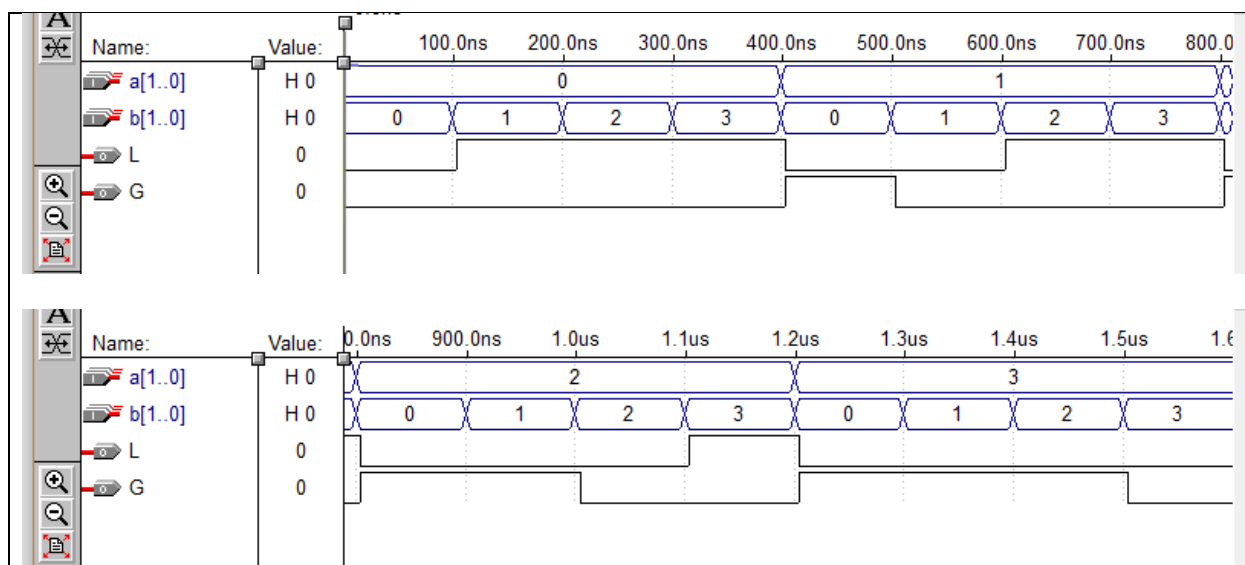 A
Name: Value: 100.0ns 200.0ns 300.0ns 400.0ns 500.0ns 600.0ns 700.0ns 800.0
a[1..0] H 0 0 1
b[1..0] H 0 0 1 2 3 0 1 2 3
L 0
G 0
A
Name: Value: 0.0ns 900.0ns 1.0us 1.1us 1.2us 1.3us 1.4us 1.5us 1.6
a[1..0] H 0 2 3
b[1..0] H 0 0 1 2 3 0 1 2 3
L 0
G 0